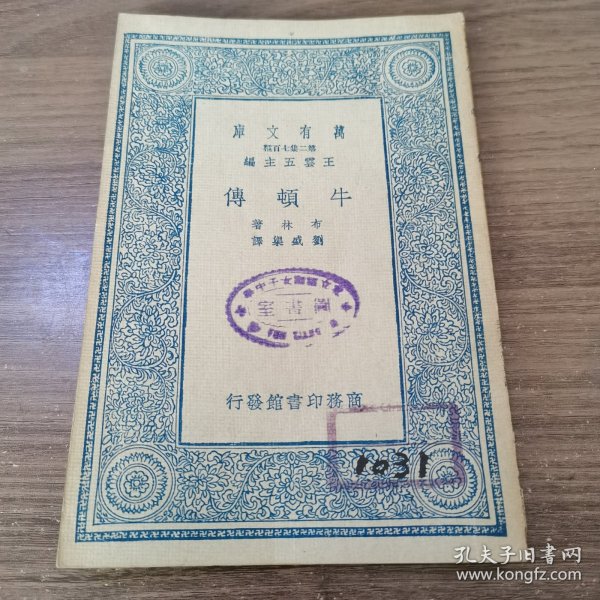 萬有文庫
第二集七百種
王雲五主編
牛頓傳
布林著
劉盛渠譯
圖書室
商務印書館發行
1031
孔夫子旧书网
www.kongfz.com